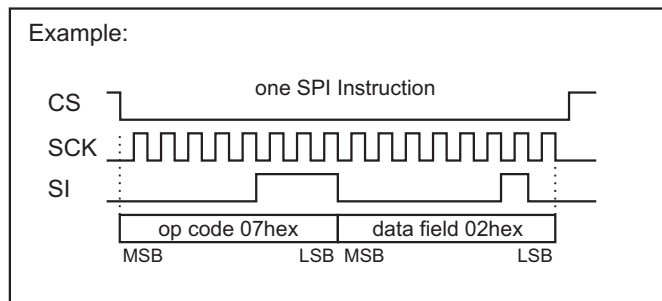 Example:
one SPI Instruction
CS
SCK
SI
op code 07hex data field 02hex
MSB LSB MSB LSB